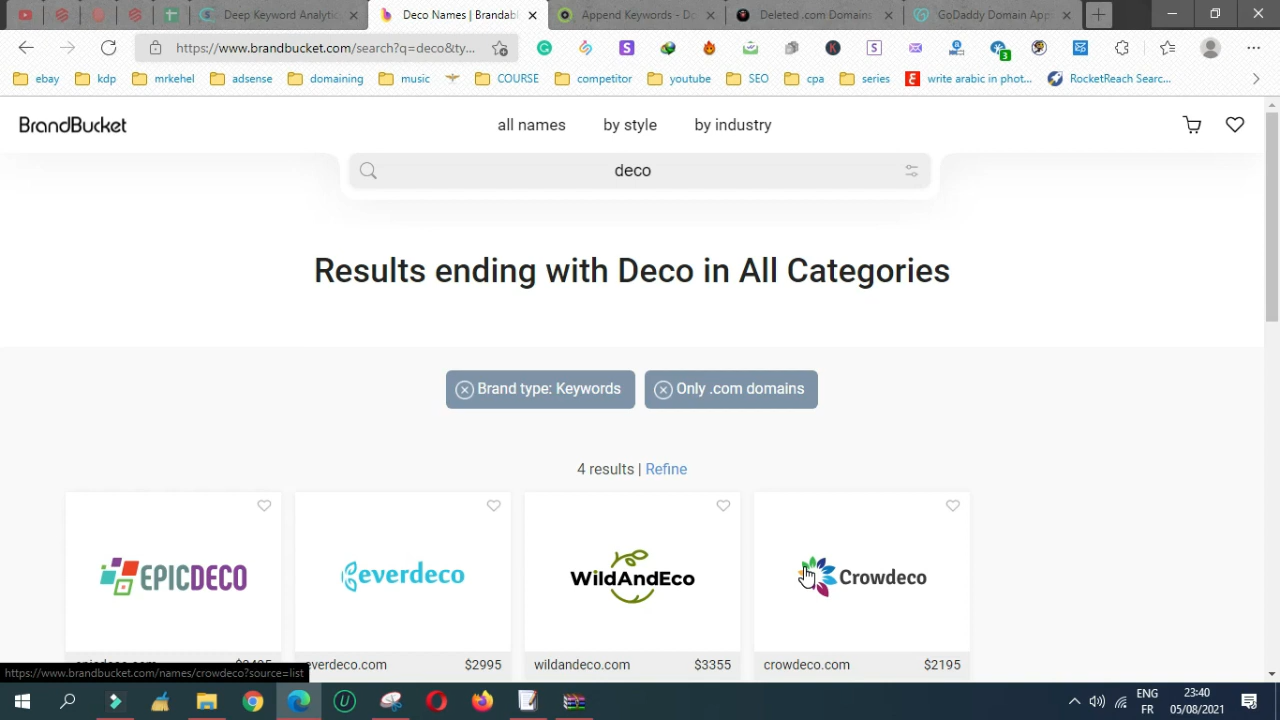 Deep Keyword Analytic
Deco Names | Brandab
Append Keywords - Do
Deleted .com Domains
GoDaddy Domain App
https://www.brandbucket.com/search?q=deco&ty...
ebay
kdp
mrkehel
adsense
domaining
music
COURSE
competitor
youtube
SEO
cpa
series
write arabic in phot...
RocketReach Searc...
BrandBucket
all names
by style
by industry
deco
Results ending with Deco in All Categories
Brand type: Keywords
Only .com domains
4 results | Refine
EPICDECO
everdeco
WildAndEco
Crowdeco
everdeco.com
$2995
wildandeco.com
$3355
crowdeco.com
$2195
https://www.brandbucket.com/names/crowdeco?source=list
ENG
FR
23:40
05/08/2021